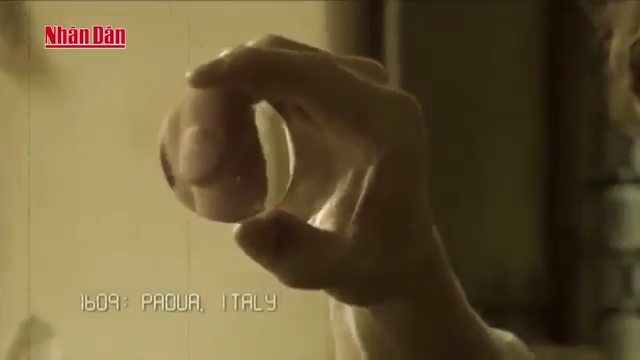 Nhân Dân
1609: PADUA, ITALY